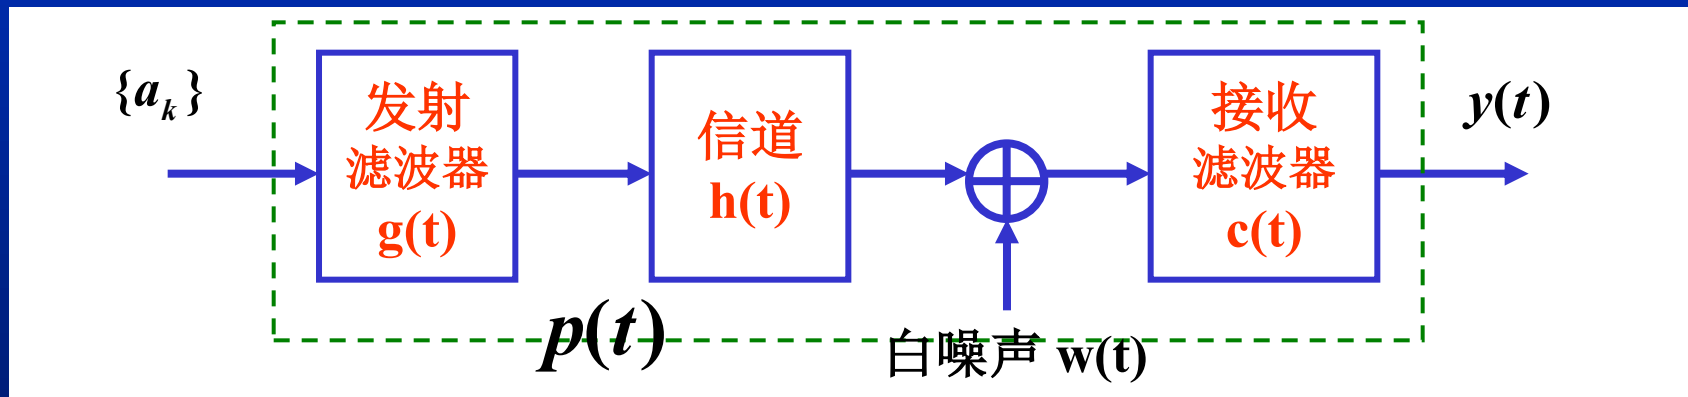 {a_k}
发射
滤波器
g(t)
信道
h(t)
接收
滤波器
c(t)
y(t)
p(t)
白噪声 w(t)